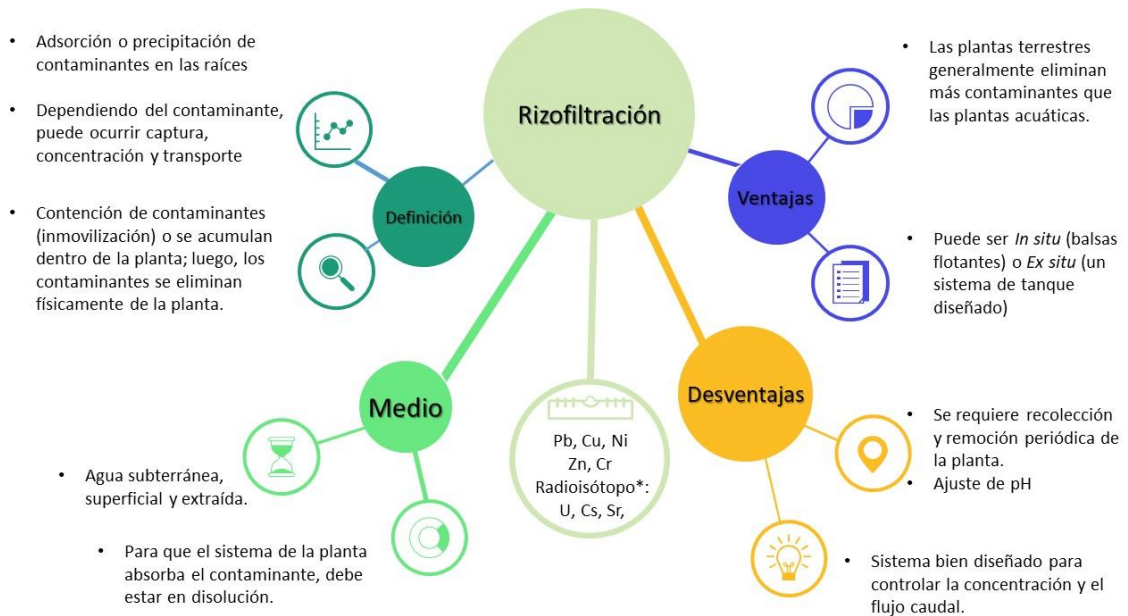 Rizofiltración
Definición
• Adsorción o precipitación de
contaminantes en las raíces
• Dependiendo del contaminante,
puede ocurrir captura,
concentración y transporte
• Contención de contaminantes
(inmovilización) o se acumulan
dentro de la planta; luego, los
contaminantes se eliminan
físicamente de la planta.
Ventajas
• Las plantas terrestres
generalmente eliminan
más contaminantes que
las plantas acuáticas.
• Puede ser In situ (balsas
flotantes) o Ex situ (un
sistema de tanque
diseñado)
Medio
• Agua subterránea,
superficial y extraída.
• Para que el sistema de la planta
absorba el contaminante, debe
estar en disolución.
Pb, Cu, Ni
Zn, Cr
Radioisótopo*:
U, Cs, Sr,
Desventajas
• Se requiere recolección
y remoción periódica de
la planta.
• Ajuste de pH
• Sistema bien diseñado para
controlar la concentración y el
flujo caudal.